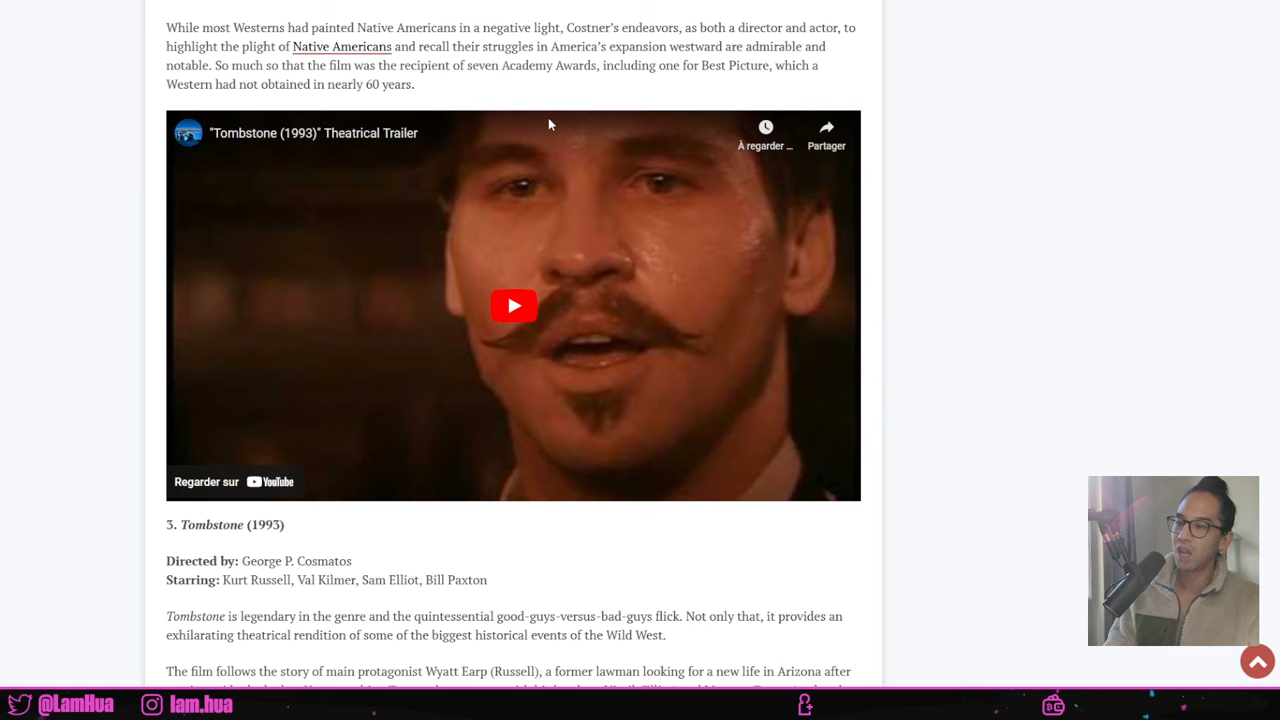 While most Westerns had painted Native Americans in a negative light, Costner’s endeavors, as both a director and actor, to
highlight the plight of Native Americans and recall their struggles in America’s expansion westward are admirable and
notable. So much so that the film was the recipient of seven Academy Awards, including one for Best Picture, which a
Western had not obtained in nearly 60 years.
"Tombstone (1993)" Theatrical Trailer
À regarder ...
Partager
Regarder sur YouTube
3. Tombstone (1993)
Directed by: George P. Cosmatos
Starring: Kurt Russell, Val Kilmer, Sam Elliot, Bill Paxton
Tombstone is legendary in the genre and the quintessential good-guys-versus-bad-guys flick. Not only that, it provides an
exhilarating theatrical rendition of some of the biggest historical events of the Wild West.
The film follows the story of main protagonist Wyatt Earp (Russell), a former lawman looking for a new life in Arizona after
@IamHua
Iam.hua